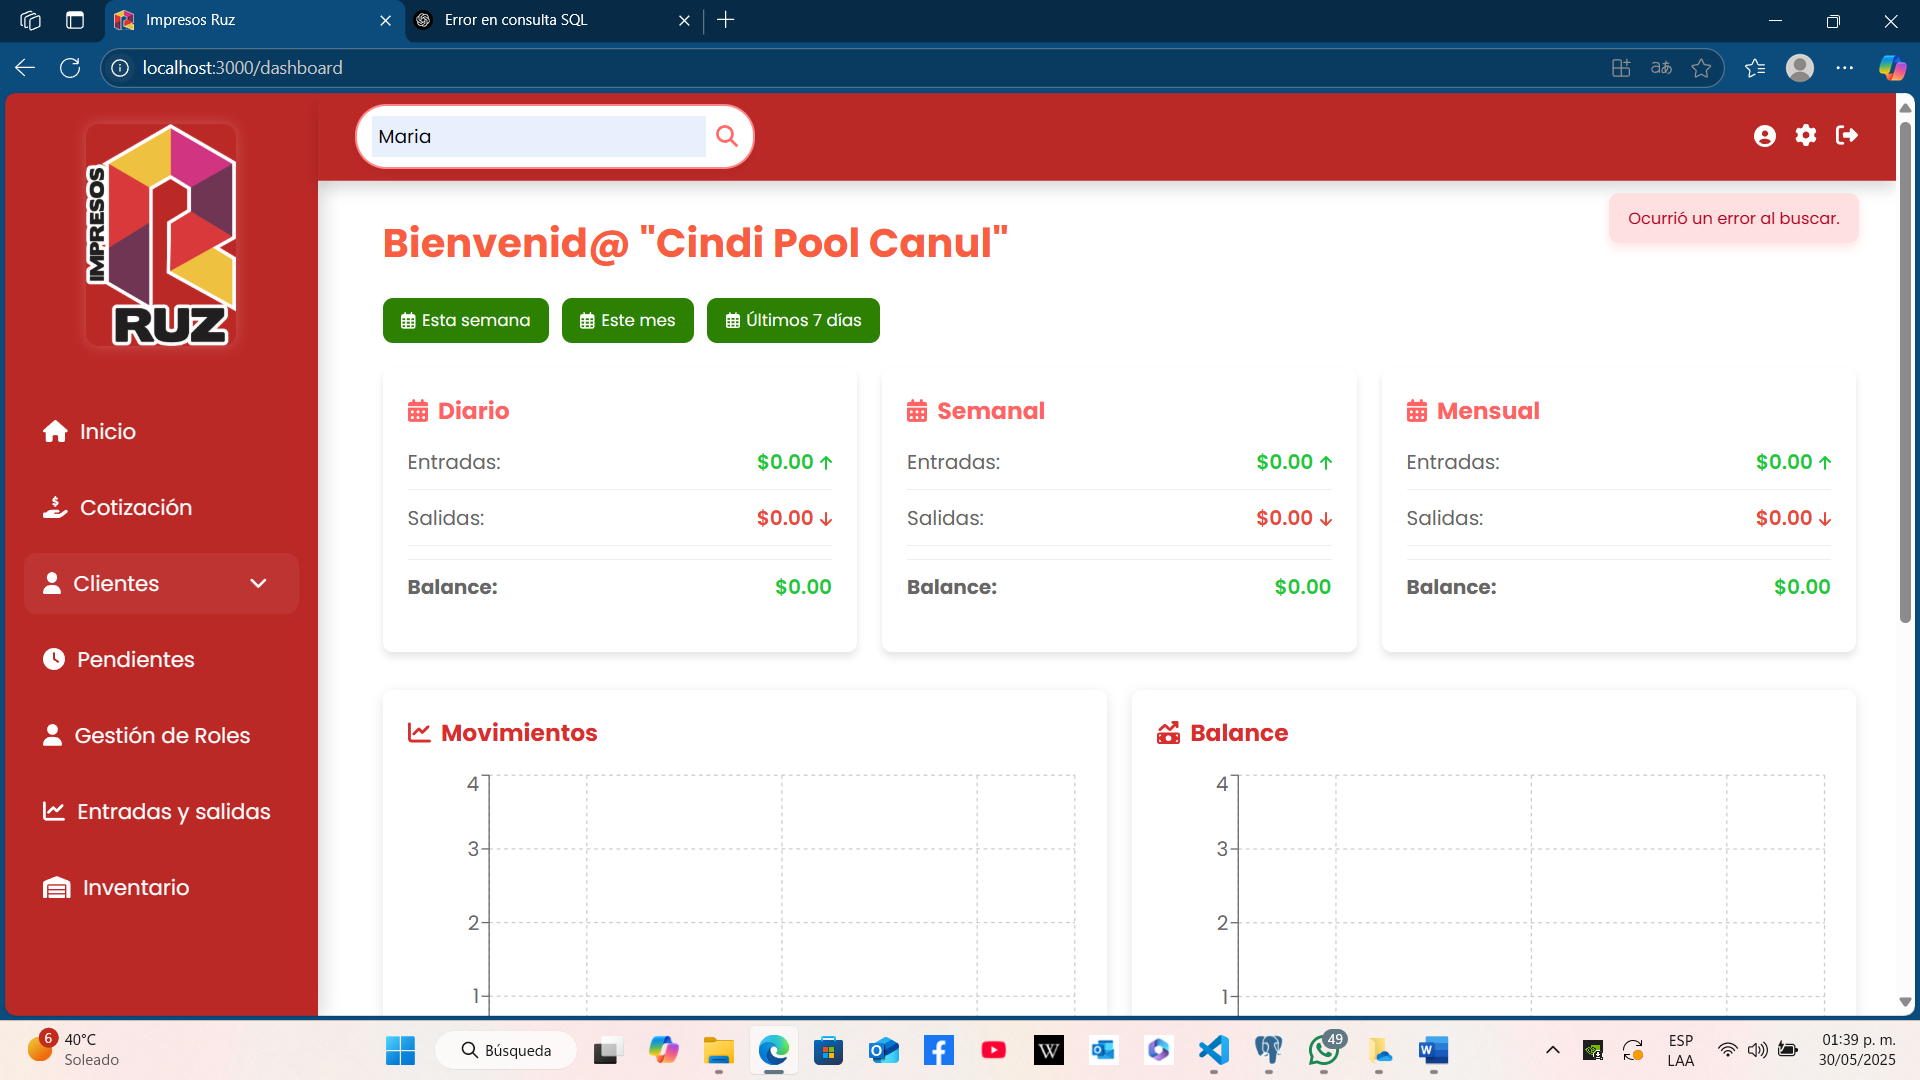 Impresos Ruz
Error en consulta SQL
localhost:3000/dashboard
IMPRESOS
RUZ
Maria
Ocurrió un error al buscar.
Bienvenid@ "Cindi Pool Canul"
Esta semana
Este mes
Últimos 7 días
Inicio
Cotización
Clientes
Pendientes
Gestión de Roles
Entradas y salidas
Inventario
Diario
Entradas: $0.00
Salidas: $0.00
Balance: $0.00
Semanal
Entradas: $0.00
Salidas: $0.00
Balance: $0.00
Mensual
Entradas: $0.00
Salidas: $0.00
Balance: $0.00
Movimientos
4
3
2
1
Balance
4
3
2
1
6
40°C
Soleado
Búsqueda
49
ESP
LAA
01:39 p. m.
30/05/2025